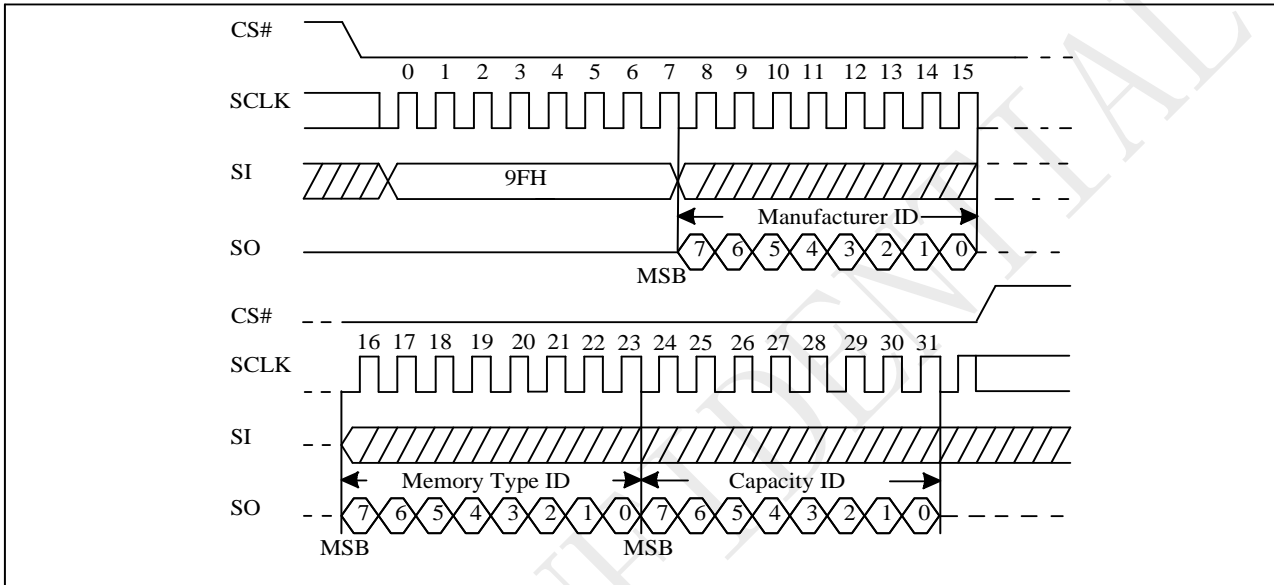 CS#
0 1 2 3 4 5 6 7 8 9 10 11 12 13 14 15
SCLK
SI
9FH
Manufacturer ID
SO
7 6 5 4 3 2 1 0
MSB
CS#
16 17 18 19 20 21 22 23 24 25 26 27 28 29 30 31
SCLK
SI
Memory Type ID Capacity ID
SO
7 6 5 4 3 2 1 0 7 6 5 4 3 2 1 0
MSB MSB